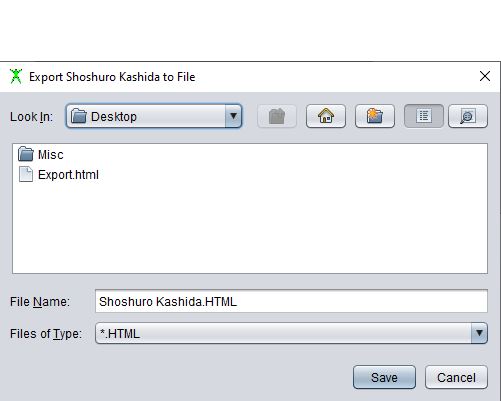 Export Shoshuro Kashida to File
Look In: Desktop
Misc
Export.html
File Name: Shoshuro Kashida.HTML
Files of Type: *.HTML
Save Cancel